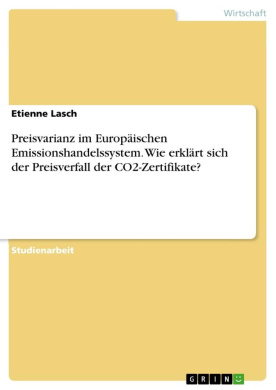 Wirtschaft
Etienne Lasch
Preisvarianz im Europäischen
Emissionshandelssystem. Wie erklärt sich
der Preisverfall der CO2-Zertifikate?
Studienarbeit
GRIN